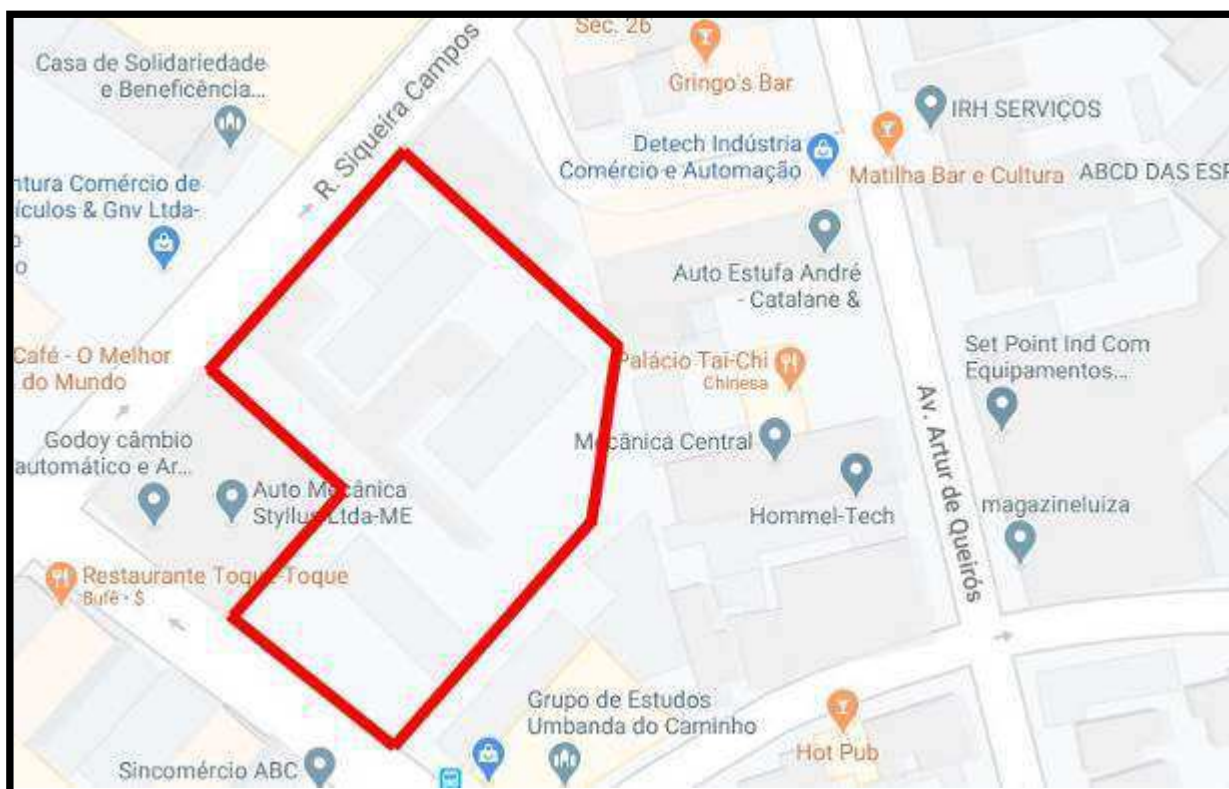 Sec. 26
Casa de Solidariedade
e Beneficência...
R. Siqueira Campos
Gringo's Bar
IRH SERVIÇOS
Detech Indústria
Comércio e Automação
Matilha Bar e Cultura
ABCD DAS ESP
ntura Comércio de
ículos & Gnv Ltda-
o
o
Auto Estufa André
- Catalane &
Café - O Melhor
do Mundo
Palácio Tai-Chi
Chinesa
Set Point Ind Com
Equipamentos...
Av. Artur de Queirós
Godoy câmbio
automático e Ar...
Mecânica Central
Auto Mecânica
Styllus Ltda-ME
Hommel-Tech
magazineluiza
Restaurante Toque-Toque
Bufê · $
Grupo de Estudos
Umbanda do Caminho
Hot Pub
Sincomércio ABC